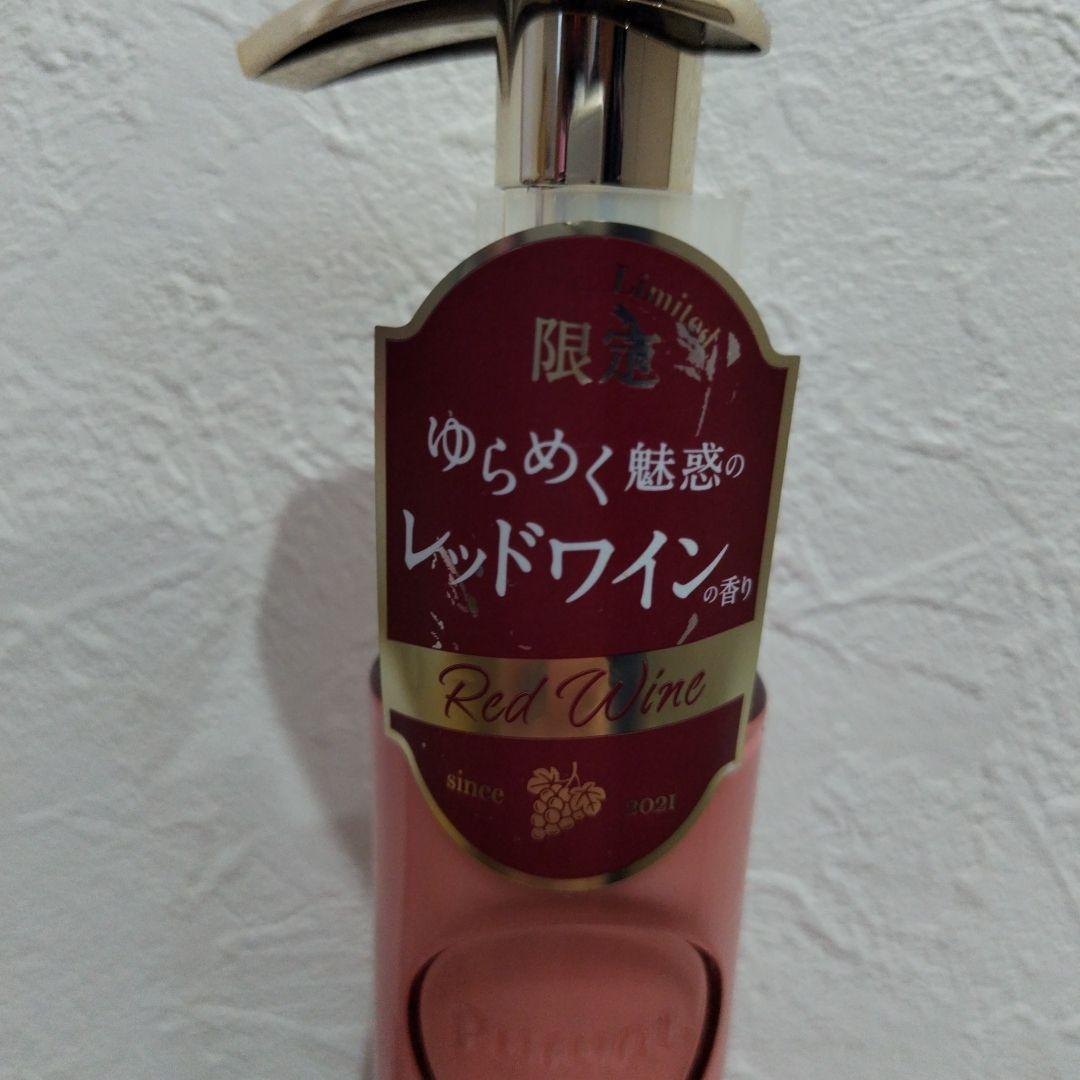 Limited
限定
ゆらめく魅惑の
レッドワインの香り
Red Wine
since 2021